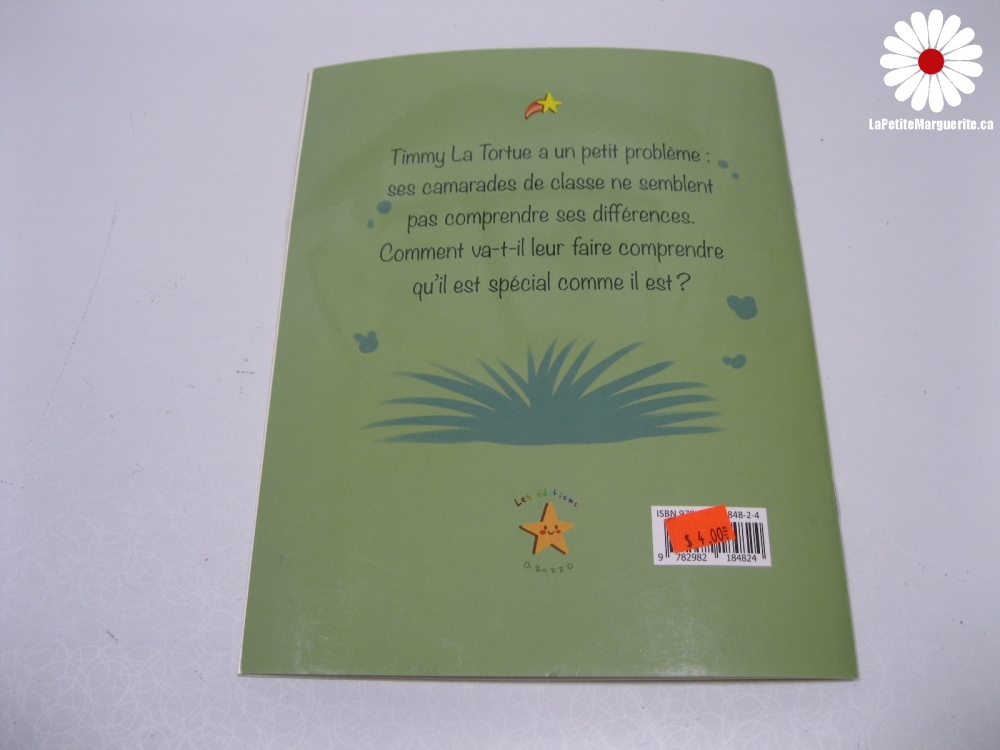 LaPetiteMarguerite.ca
Timmy La Tortue a un petit problème :
ses camarades de classe ne semblent
pas comprendre ses différences.
Comment va-t-il leur faire comprendre
qu'il est spécial comme il est ?
Les éditions
ISBN 978 848-2-4
$ 4.00
9 782982 184824